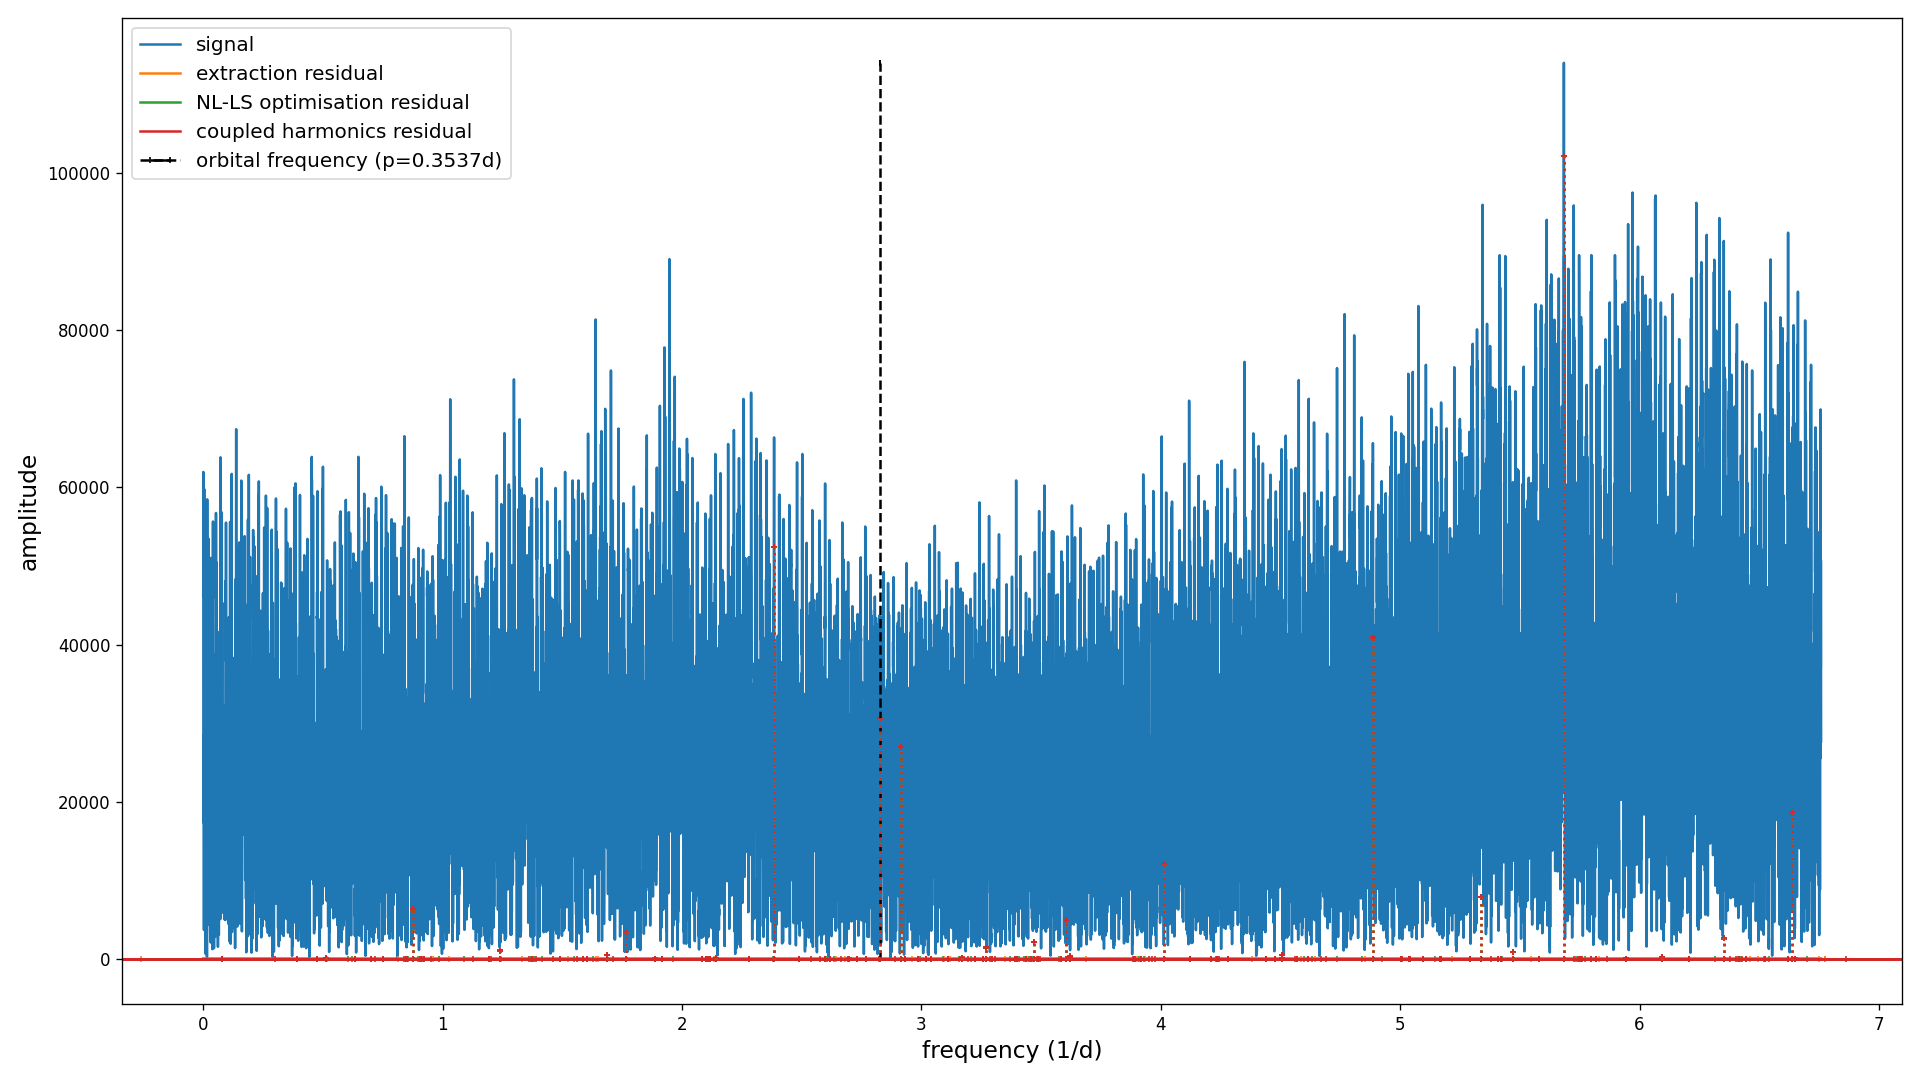 signal
extraction residual
NL-LS optimisation residual
coupled harmonics residual
orbital frequency (p=0.3537d)
100000
80000
60000
40000
20000
0
amplitude
0 1 2 3 4 5 6 7
frequency (1/d)